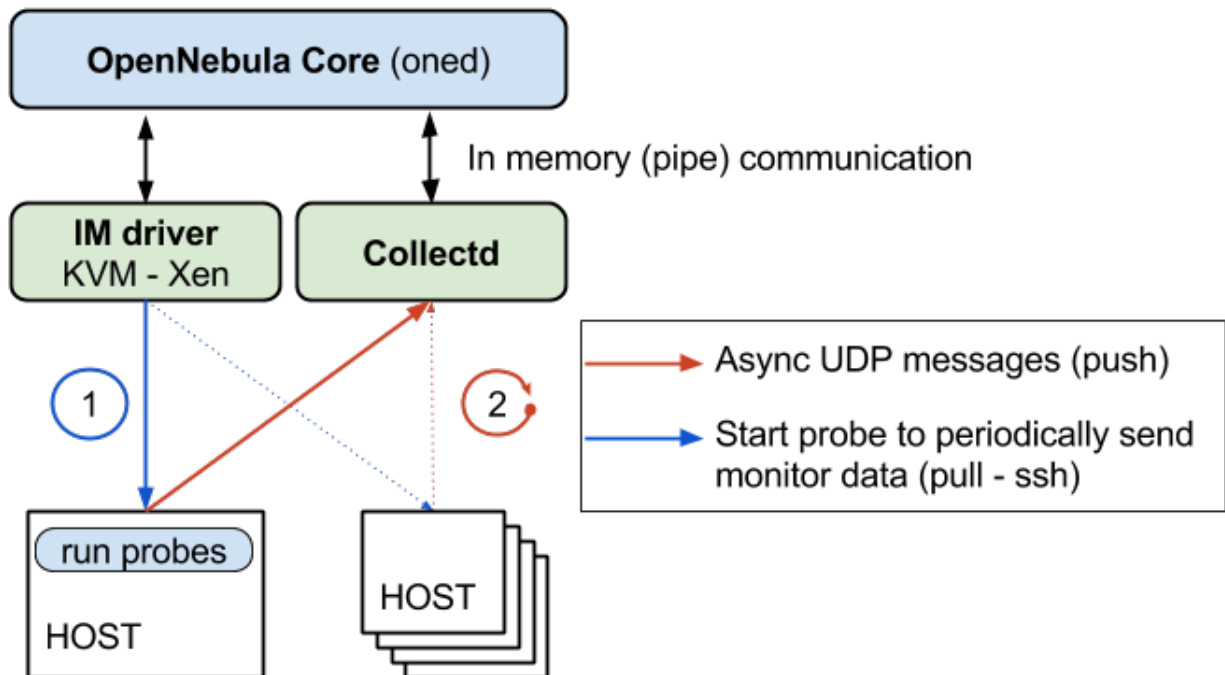 OpenNebula Core (oned)
In memory (pipe) communication
IM driver
KVM - Xen
Collectd
Async UDP messages (push)
1
2
Start probe to periodically send
monitor data (pull - ssh)
run probes
HOST
HOST